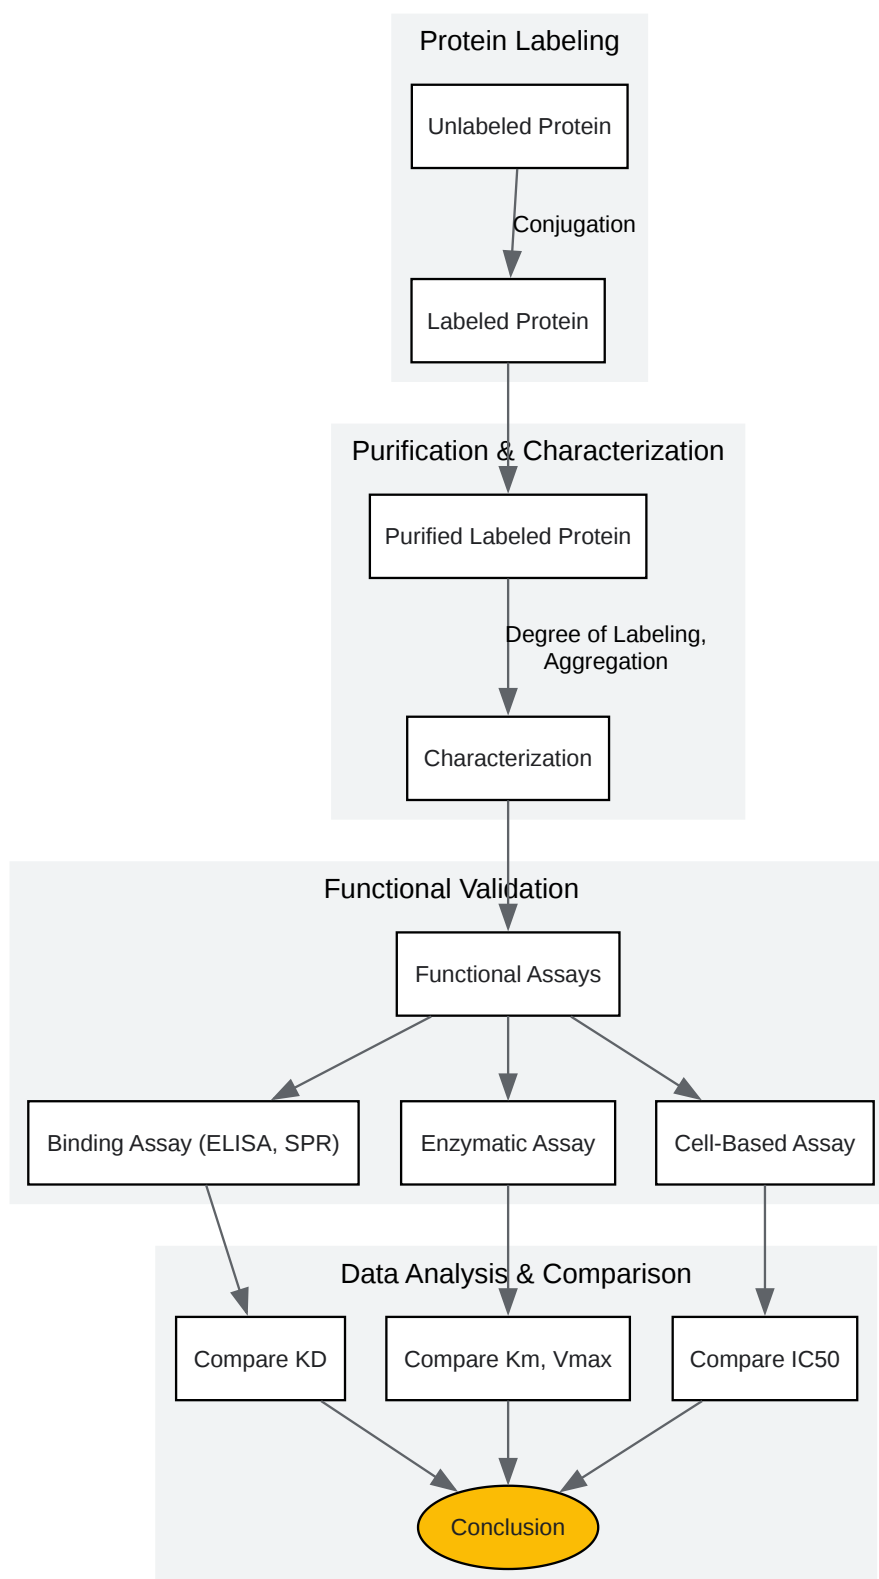 Protein Labeling
Unlabeled Protein
Conjugation
Labeled Protein
Purification & Characterization
Purified Labeled Protein
Degree of Labeling,
Aggregation
Characterization
Functional Validation
Functional Assays
Binding Assay (ELISA, SPR)
Enzymatic Assay
Cell-Based Assay
Data Analysis & Comparison
Compare KD
Compare Km, Vmax
Compare IC50
Conclusion